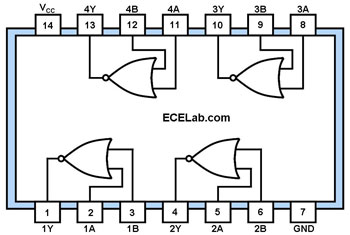 VCC 4Y 4B 4A 3Y 3B 3A
14 13 12 11 10 9 8
ECELab.com
1 2 3 4 5 6 7
1Y 1A 1B 2Y 2A 2B GND